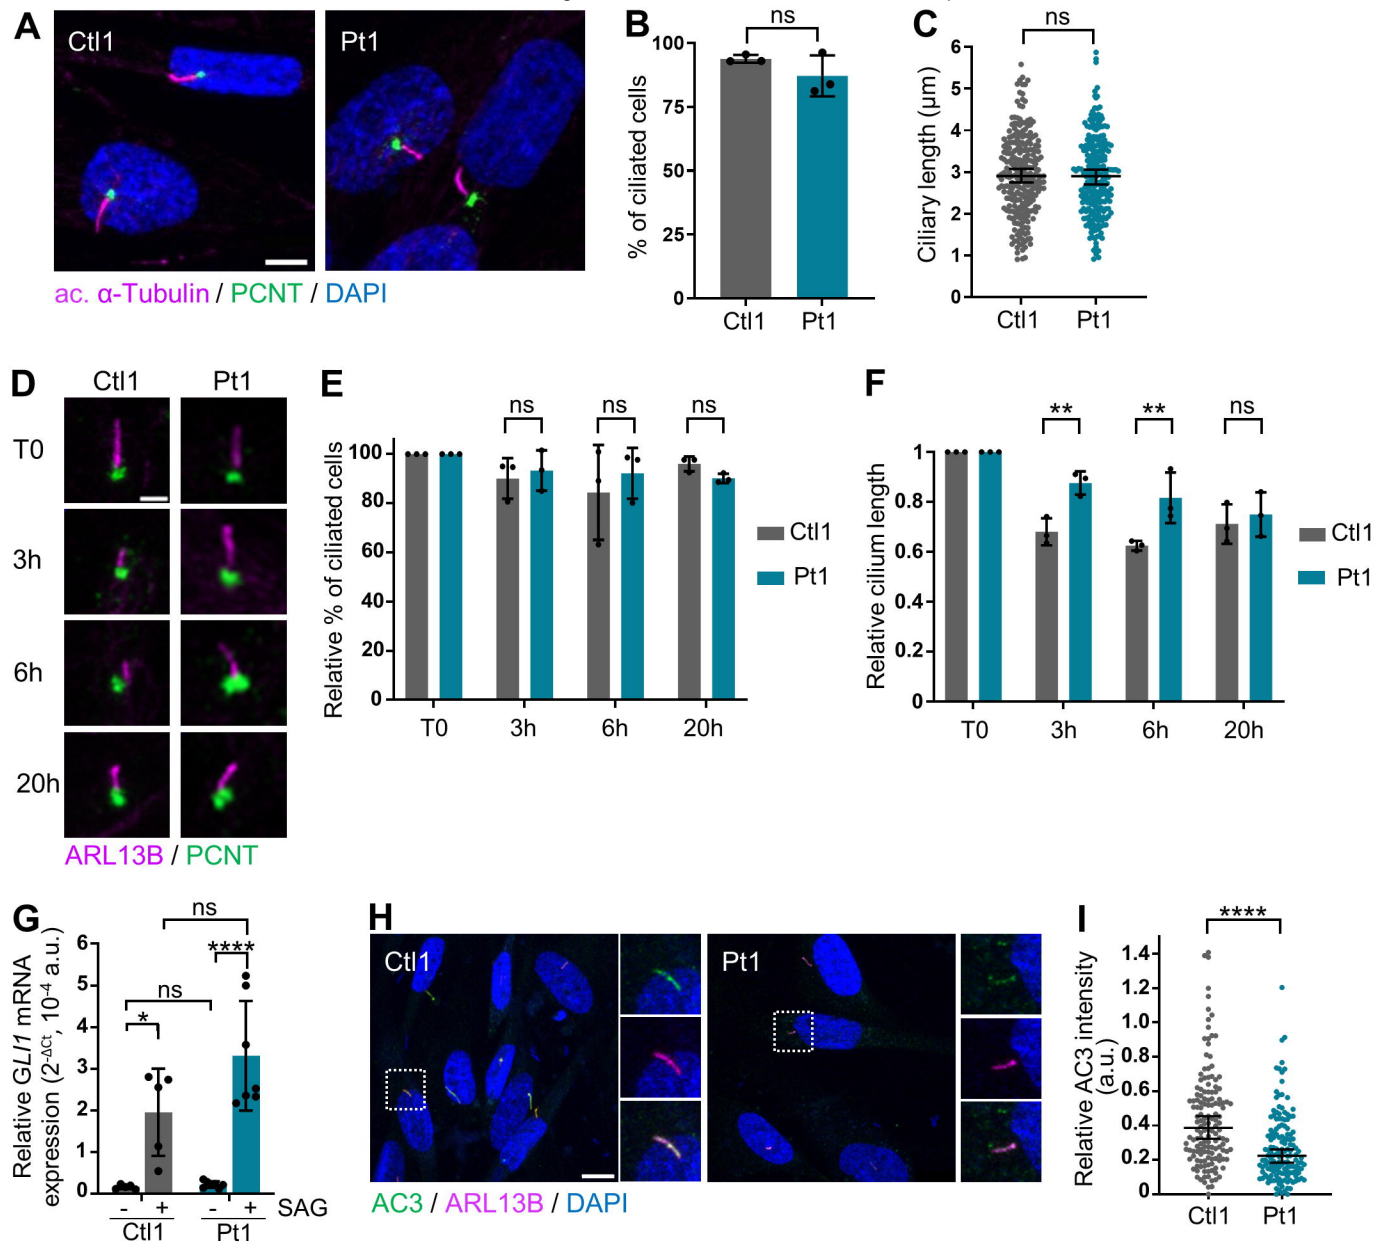 A
Ctl1
Pt1
ac. α-Tubulin / PCNT / DAPI
B
ns
% of ciliated cells
100
75
50
25
0
Ctl1
Pt1
C
ns
Ciliary length (µm)
6
5
4
3
2
1
0
Ctl1
Pt1
D
Ctl1
Pt1
T0
3h
6h
20h
ARL13B / PCNT
E
ns
ns
ns
Relative % of ciliated cells
100
80
60
40
20
0
T0
3h
6h
20h
Ctl1
Pt1
F
**
**
ns
Relative cilium length
1
0.8
0.6
0.4
0.2
0
T0
3h
6h
20h
Ctl1
Pt1
G
ns
****
ns
*
Relative GLI1 mRNA
expression (2-ΔCt, 10-4 a.u.)
6
5
4
3
2
1
0
- + - + SAG
Ctl1
Pt1
H
Ctl1
Pt1
AC3 / ARL13B / DAPI
I
****
Relative AC3 intensity
(a.u.)
1.4
1.2
1.0
0.8
0.6
0.4
0.2
0
Ctl1
Pt1